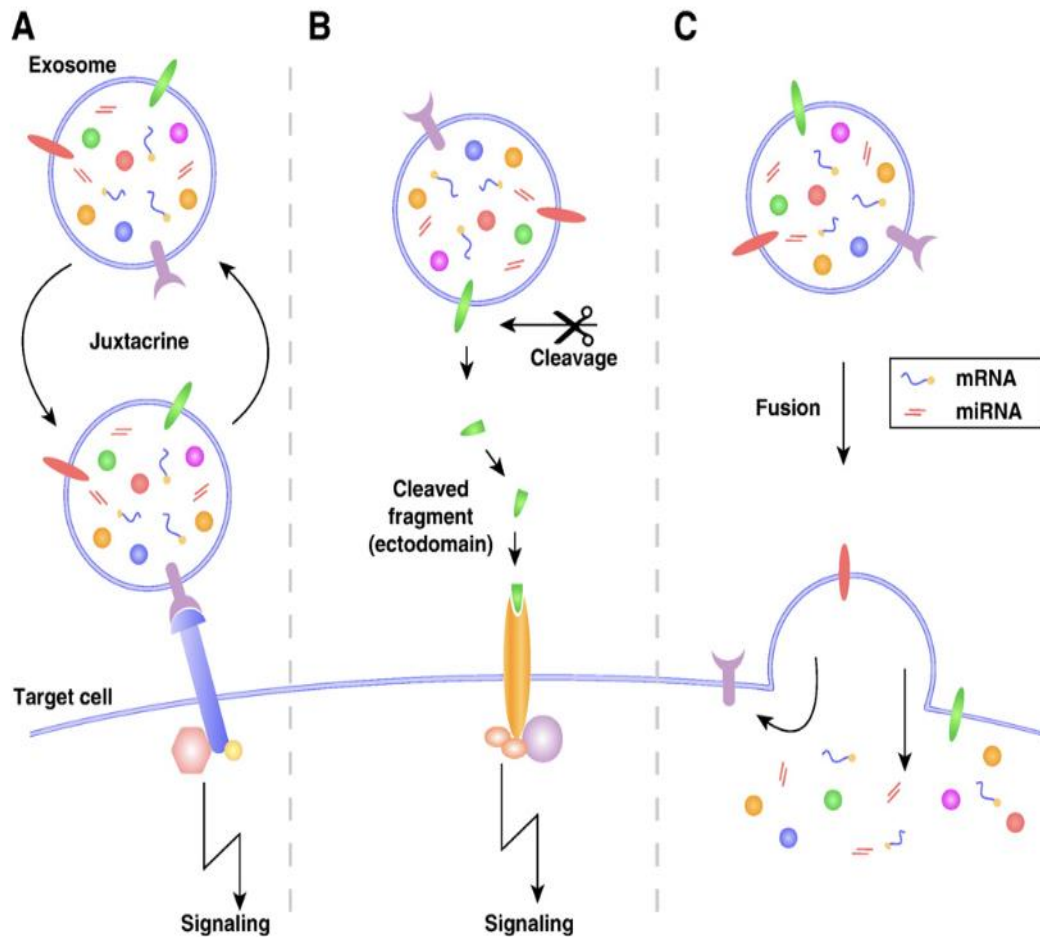 A
B
C
Exosome
Juxtacrine
Target cell
Signaling
Cleavage
Cleaved
fragment
(ectodomain)
Signaling
Fusion
mRNA
miRNA